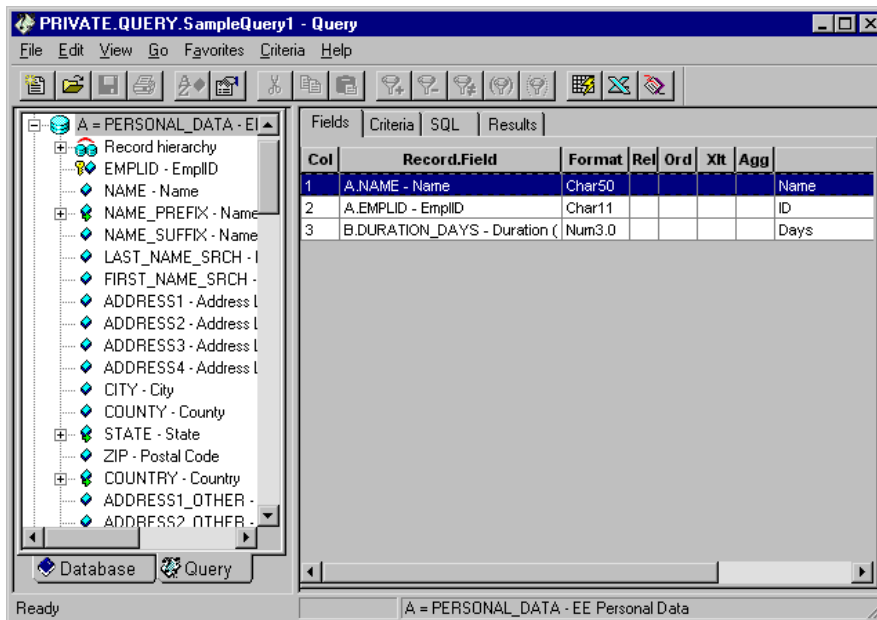 PRIVATE.QUERY.SampleQuery1 - Query
File Edit View Go Favorites Criteria Help
A = PERSONAL_DATA - EI
Record hierarchy
EMPLID - EmplID
NAME - Name
NAME_PREFIX - Name
NAME_SUFFIX - Name
LAST_NAME_SRCH -
FIRST_NAME_SRCH -
ADDRESS1 - Address L
ADDRESS2 - Address L
ADDRESS3 - Address L
ADDRESS4 - Address L
CITY - City
COUNTY - County
STATE - State
ZIP - Postal Code
COUNTRY - Country
ADDRESS1_OTHER -
ADDRESS2_OTHER -
Database Query
Fields Criteria SQL Results
Col Record.Field Format Rel Ord Xlt Agg
1 A.NAME - Name Char50 Name
2 A.EMPLID - EmplID Char11 ID
3 B.DURATION_DAYS - Duration ( Num3.0 Days
Ready A = PERSONAL_DATA - EE Personal Data